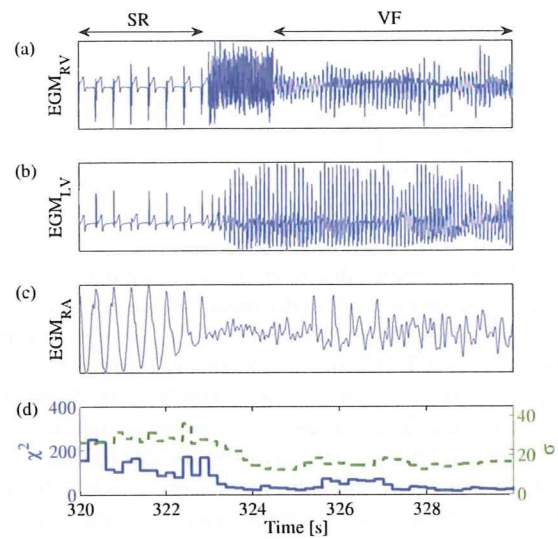 SR
VF
(a)
EGM_RV
(b)
EGM_LV
(c)
EGM_RA
(d)
400
200
0
χ²
40
20
0
σ
320
322
324
326
328
Time [s]